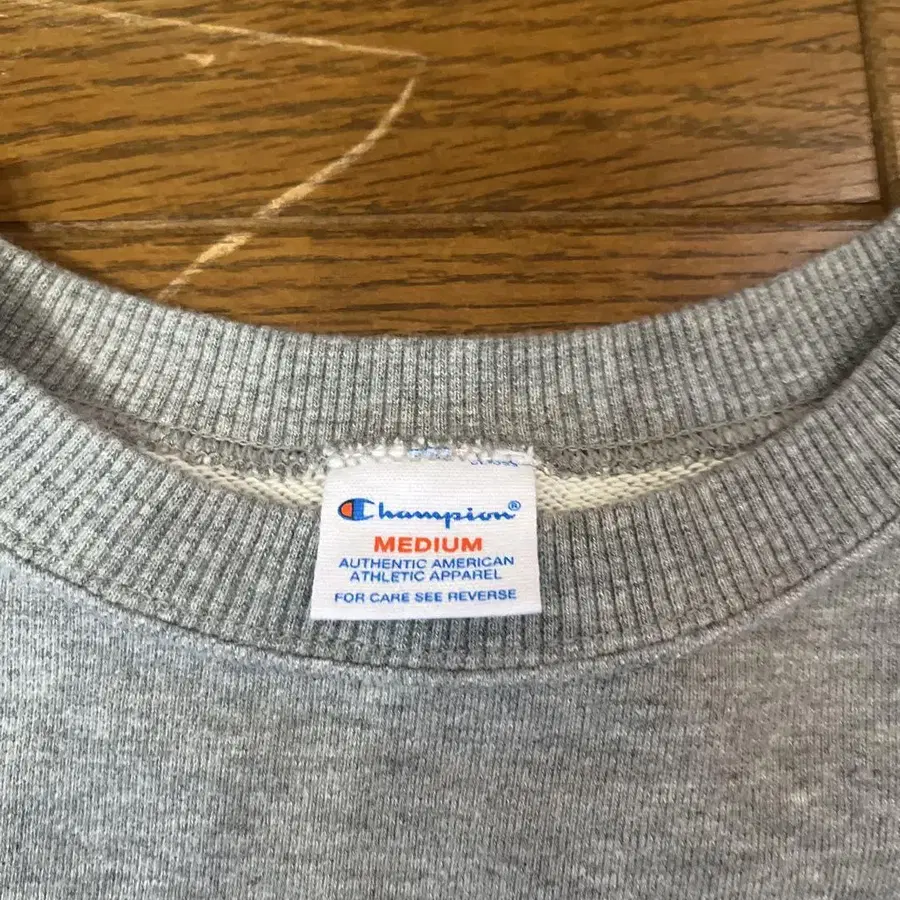 Champion®
MEDIUM
AUTHENTIC AMERICAN
ATHLETIC APPAREL
FOR CARE SEE REVERSE